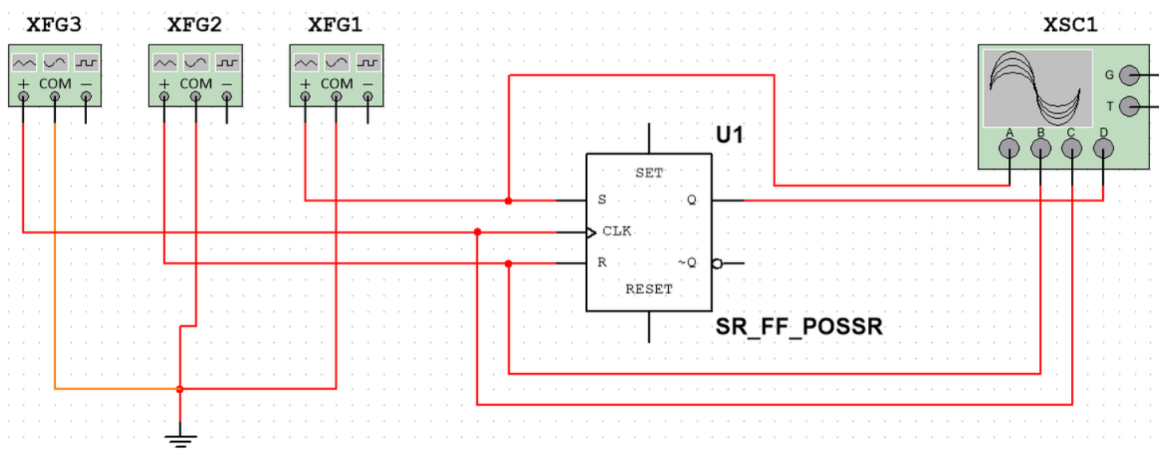 XFG3 XFG2 XFG1 XSC1
+ COM − + COM − + COM −
G
T
A B C D
U1
SET
S Q
CLK
R ~Q
RESET
SR_FF_POSSR